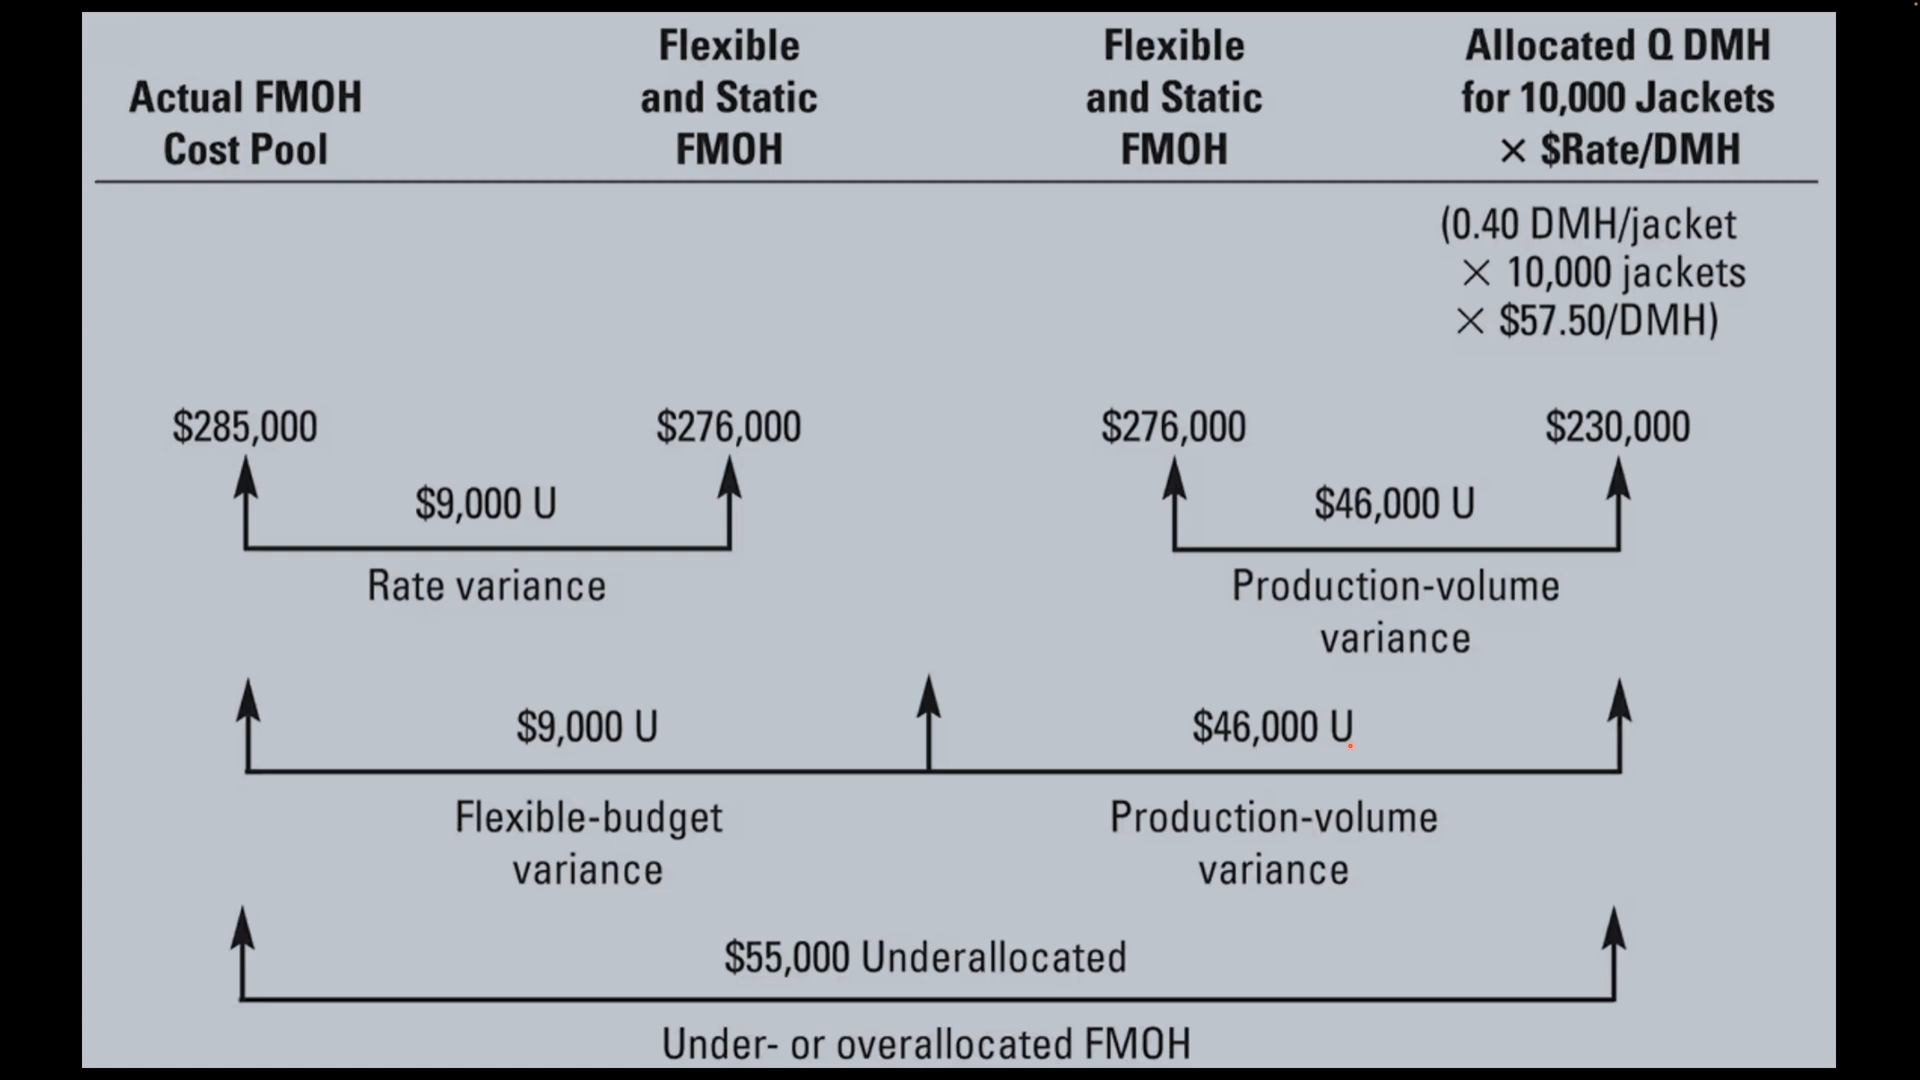 Actual FMOH
Cost Pool
Flexible
and Static
FMOH
Flexible
and Static
FMOH
Allocated Q DMH
for 10,000 Jackets
× $Rate/DMH
(0.40 DMH/jacket
× 10,000 jackets
× $57.50/DMH)
$285,000
$276,000
$276,000
$230,000
$9,000 U
$46,000 U
Rate variance
Production-volume
variance
$9,000 U
$46,000 U
Flexible-budget
variance
Production-volume
variance
$55,000 Underallocated
Under- or overallocated FMOH